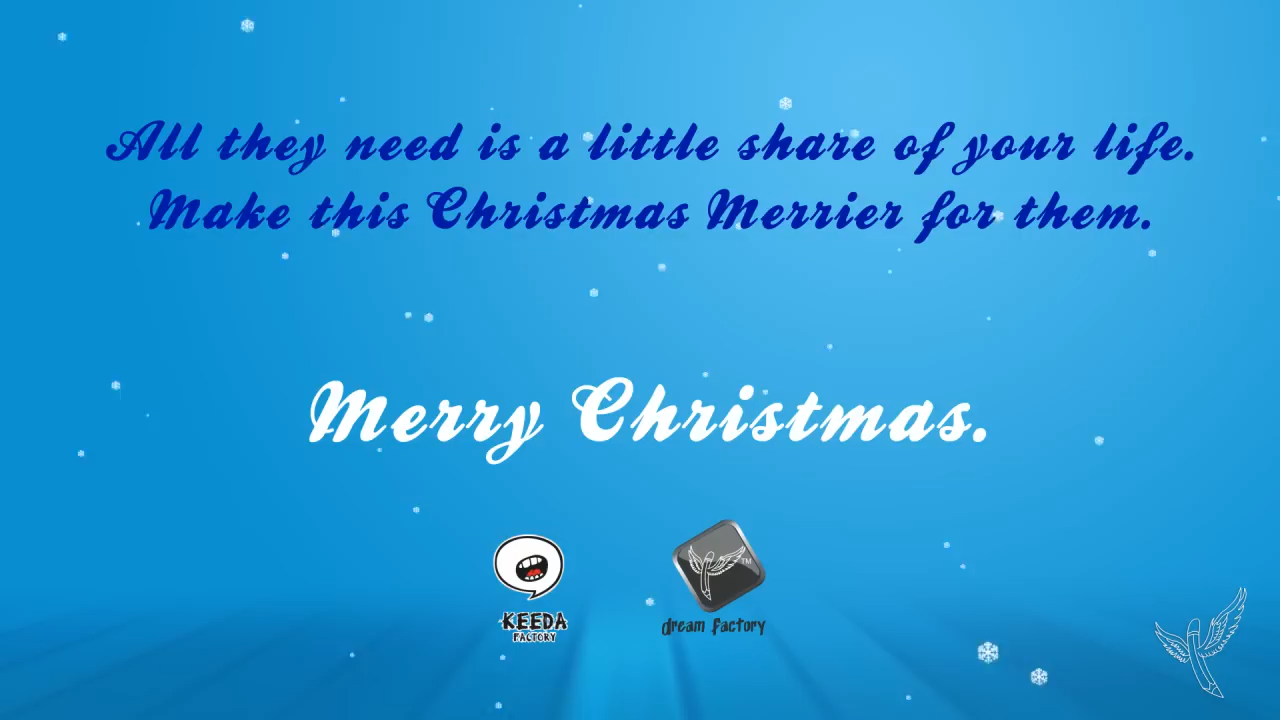 All they need is a little share of your life.
Make this Christmas Merrier for them.
Merry Christmas.
KEEDA
FACTORY
TM
dream factory